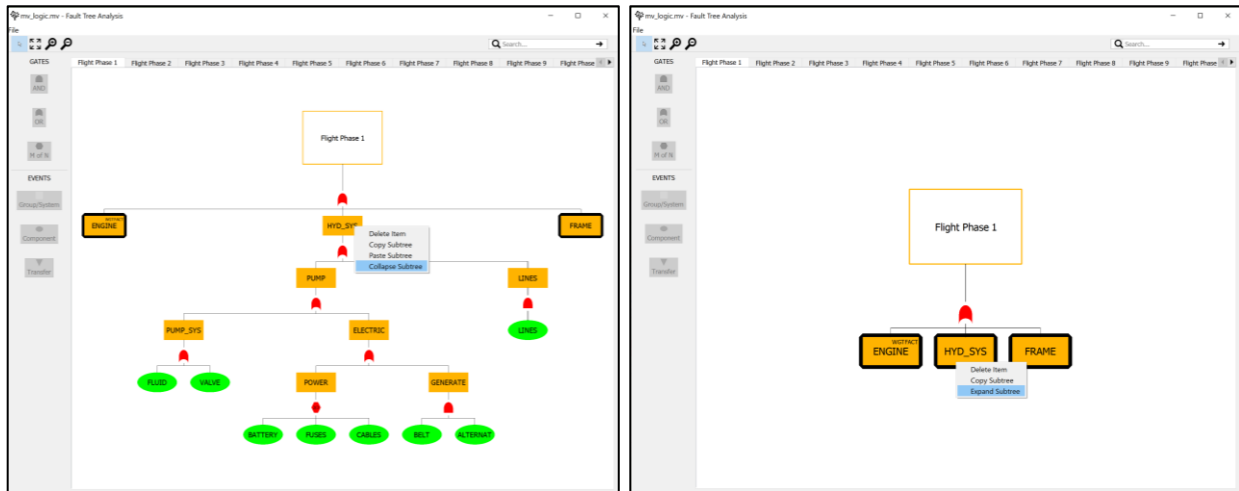 mv_logic.mv - Fault Tree Analysis
File
Search...
GATES
Flight Phase 1 Flight Phase 2 Flight Phase 3 Flight Phase 4 Flight Phase 5 Flight Phase 6 Flight Phase 7 Flight Phase 8 Flight Phase 9 Flight Phase
AND
OR
M of N
EVENTS
Group/System
Component
Transfer
Flight Phase 1
WGTFACT
ENGINE
HYD_SYS
FRAME
Delete Item
Copy Subtree
Paste Subtree
Collapse Subtree
PUMP
LINES
PUMP_SYS
ELECTRIC
LINES
FLUID
VALVE
POWER
GENERATE
BATTERY
FUSES
CABLES
BELT
ALTERNAT
mv_logic.mv - Fault Tree Analysis
File
Search...
GATES
Flight Phase 1 Flight Phase 2 Flight Phase 3 Flight Phase 4 Flight Phase 5 Flight Phase 6 Flight Phase 7 Flight Phase 8 Flight Phase 9 Flight Phase
AND
OR
M of N
EVENTS
Group/System
Component
Transfer
Flight Phase 1
WGTFACT
ENGINE
HYD_SYS
FRAME
Delete Item
Copy Subtree
Expand Subtree